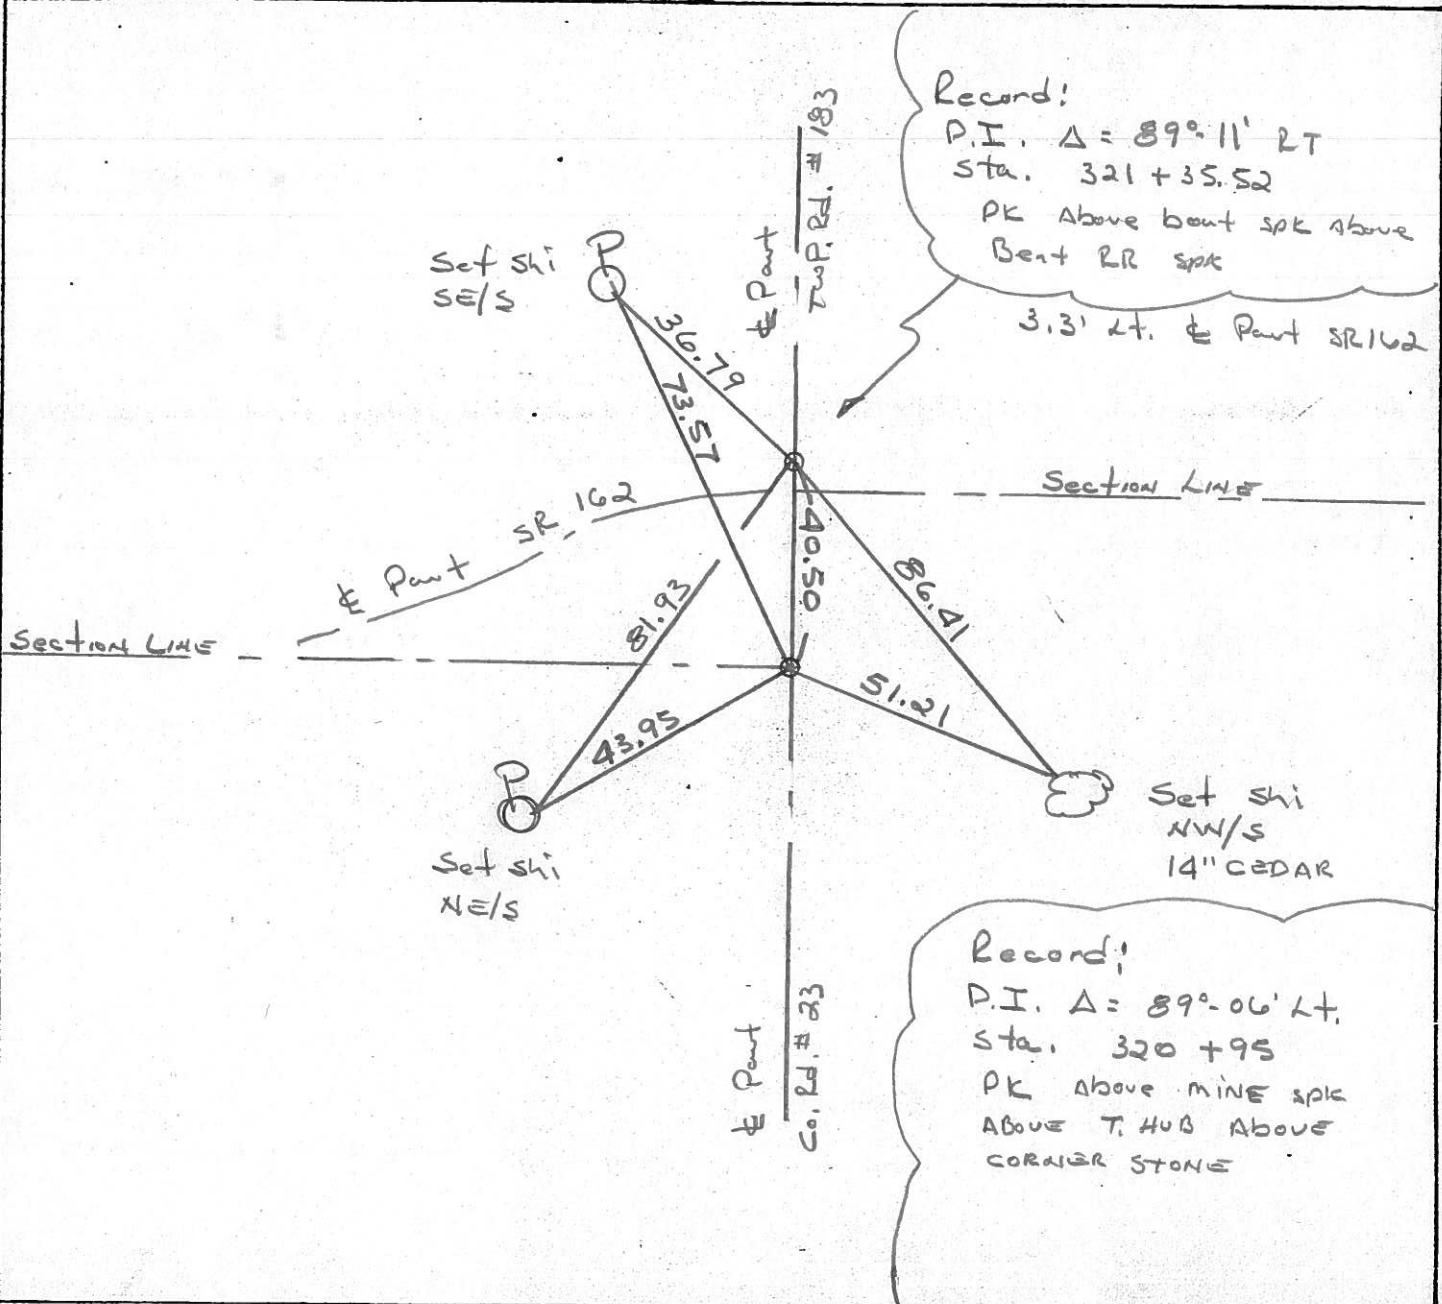 Record:
P.I. Δ = 89°-11' RT
Sta. 321 + 35.52
PK Above bent spk Above
Bent RR spk
3.3' Lt. ℄ Pavt SR162
℄ Pavt
Twp. Rd. # 183
Set shi
SE/S
36.79
73.57
SR 162
℄ Pavt
Section LINE
Section LINE
40.50
86.41
81.93
51.21
43.95
Set shi
NE/S
Set shi
NW/S
14" CEDAR
℄ Pavt
Co. Rd. # 23
Record:
P.I. Δ = 89°-06' Lt.
Sta. 320 + 95
PK Above MINE spk
ABOVE T. HUB ABOVE
CORNER STONE